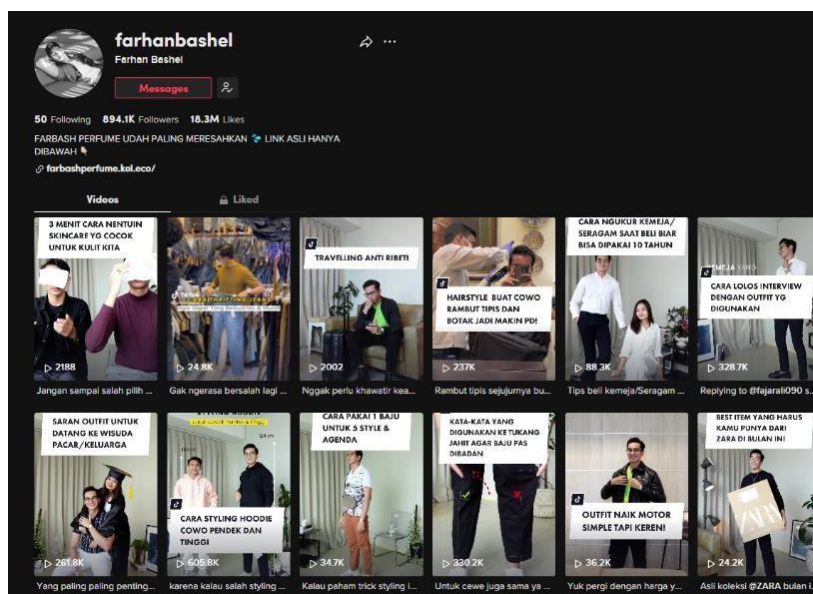 farhanbashel
Farhan Bashel
Messages
50 Following 894.1K Followers 18.3M Likes
FARBASH PERFUME UDAH PALING MERESAHKAN LINK ASLI HANYA
DIBAWAH
farbashperfume.kol.eco/
Videos
Liked
3 MENIT CARA NENTUIN
SKINCARE YG COCOK
UNTUK KULIT KITA
2188
Jangan sampai salah pilih ...
24.8K
Gak ngerasa bersalah lagi ...
TRAVELLING ANTI RIBET!
2002
Nggak perlu khawatir kea...
HAIRSTYLE BUAT COWO
RAMBUT TIPIS DAN
BOTAK JADI MAKIN PD!
237K
Rambut tipis sejujurnya bu...
CARA NGUKUR KEMEJA/
SERAGAM SAAT BELI BIAR
BISA DIPAKAI 10 TAHUN
88.3K
Tips beli kemeja/Seragam ...
KEMEJA
CARA LOLOS INTERVIEW
DENGAN OUTFIT YG
DIGUNAKAN
328.7K
Replying to @fajarali090 s...
SARAN OUTFIT UNTUK
DATANG KE WISUDA
PACAR/KELUARGA
261.8K
Yang paling paling penting...
STYLING HOODIE
CARA STYLING HOODIE
COWO PENDEK DAN
TINGGI
605.8K
karena kalau salah styling ...
CARA PAKAI 1 BAJU
UNTUK 5 STYLE &
AGENDA
34.7K
Kalau paham trick styling i...
KATA-KATA YANG
DIGUNAKAN KE TUKANG
JAHIT AGAR BAJU PAS
DIBADAN
330.2K
Untuk cewe juga sama ya ...
OUTFIT NAIK MOTOR
SIMPLE TAPI KEREN!
36.2K
Yuk pergi dengan harga y...
BEST ITEM YANG HARUS
KAMU PUNYA DARI
ZARA DI BULAN INI
ZARA
24.2K
Asli koleksi @ZARA bulan i...